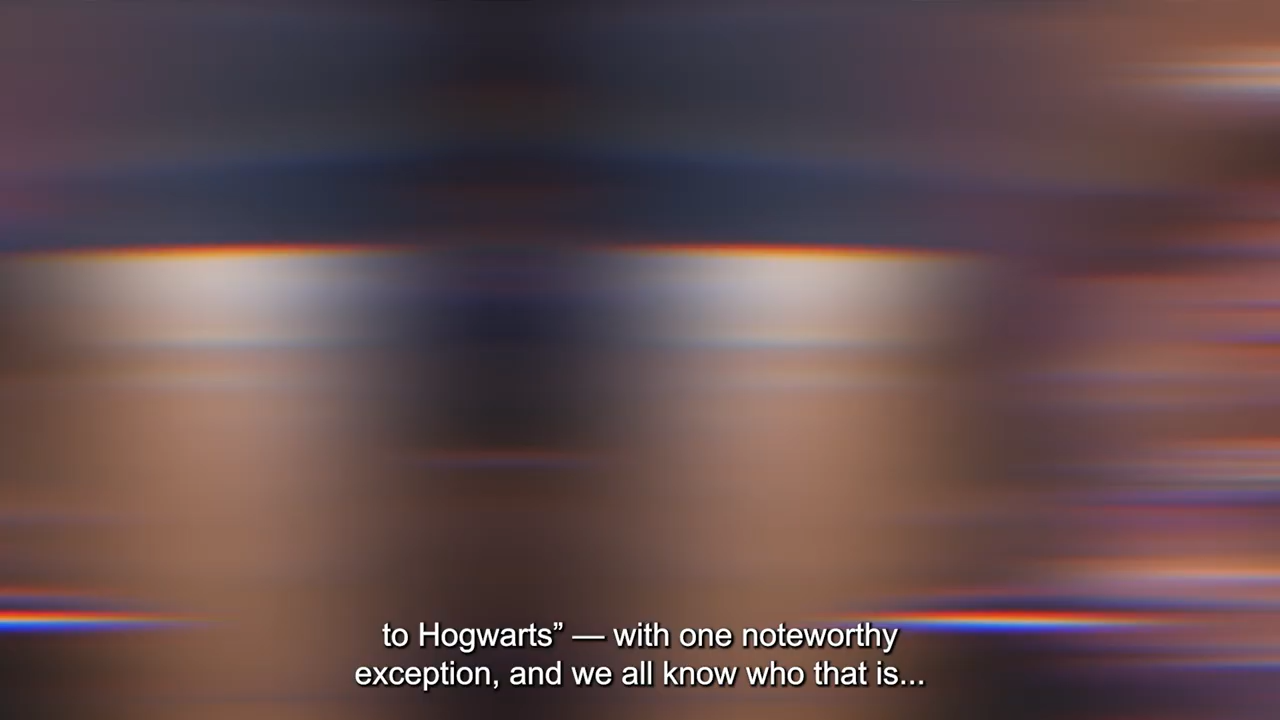 to Hogwarts” — with one noteworthy
exception, and we all know who that is...